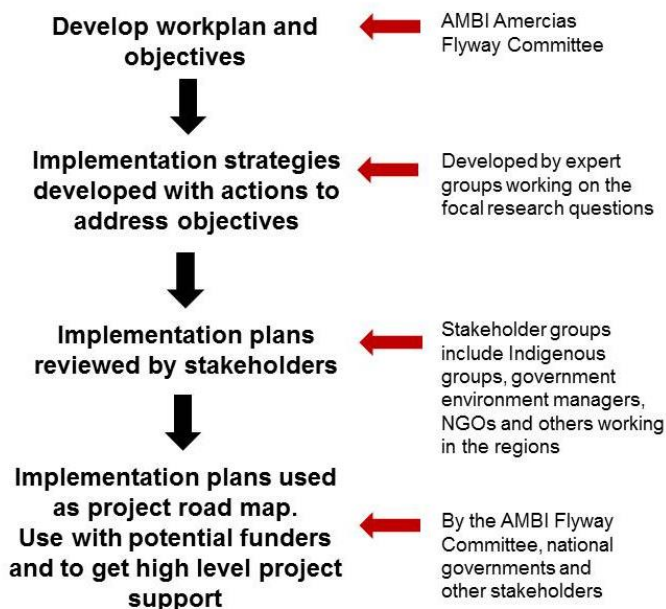 Develop workplan and
objectives
AMBI Amercias
Flyway Committee
Implementation strategies
developed with actions to
address objectives
Developed by expert
groups working on the
focal research questions
Implementation plans
reviewed by stakeholders
Stakeholder groups
include Indigenous
groups, government
environment managers,
NGOs and others working
in the regions
Implementation plans used
as project road map.
Use with potential funders
and to get high level project
support
By the AMBI Flyway
Committee, national
governments and
other stakeholders